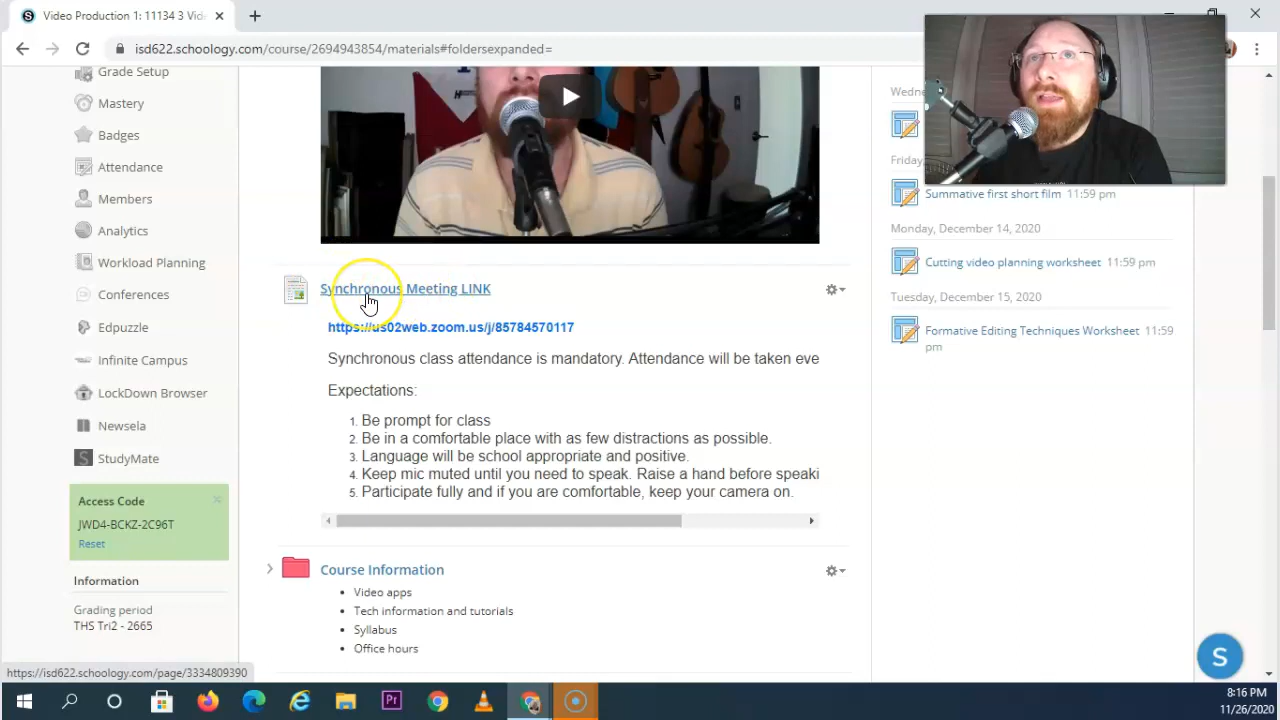 Video Production 1: 11134 3 Vid
isd622.schoology.com/course/2694943854/materials#foldersexpanded=
Grade Setup
Mastery
Badges
Attendance
Members
Analytics
Workload Planning
Conferences
Edpuzzle
Infinite Campus
LockDown Browser
Newsela
StudyMate
Access Code
JWD4-BCKZ-2C96T
Reset
Information
Grading period
THS Tri2 - 2665
Synchronous Meeting LINK
https://us02web.zoom.us/j/85784570117
Synchronous class attendance is mandatory. Attendance will be taken eve
Expectations:
1. Be prompt for class
2. Be in a comfortable place with as few distractions as possible.
3. Language will be school appropriate and positive.
4. Keep mic muted until you need to speak. Raise a hand before speaki
5. Participate fully and if you are comfortable, keep your camera on.
Course Information
• Video apps
• Tech information and tutorials
• Syllabus
• Office hours
Wedne
Friday
Summative first short film 11:59 pm
Monday, December 14, 2020
Cutting video planning worksheet 11:59 pm
Tuesday, December 15, 2020
Formative Editing Techniques Worksheet 11:59
pm
S
https://isd622.schoology.com/page/3334809390
Pr
8:16 PM
11/26/2020